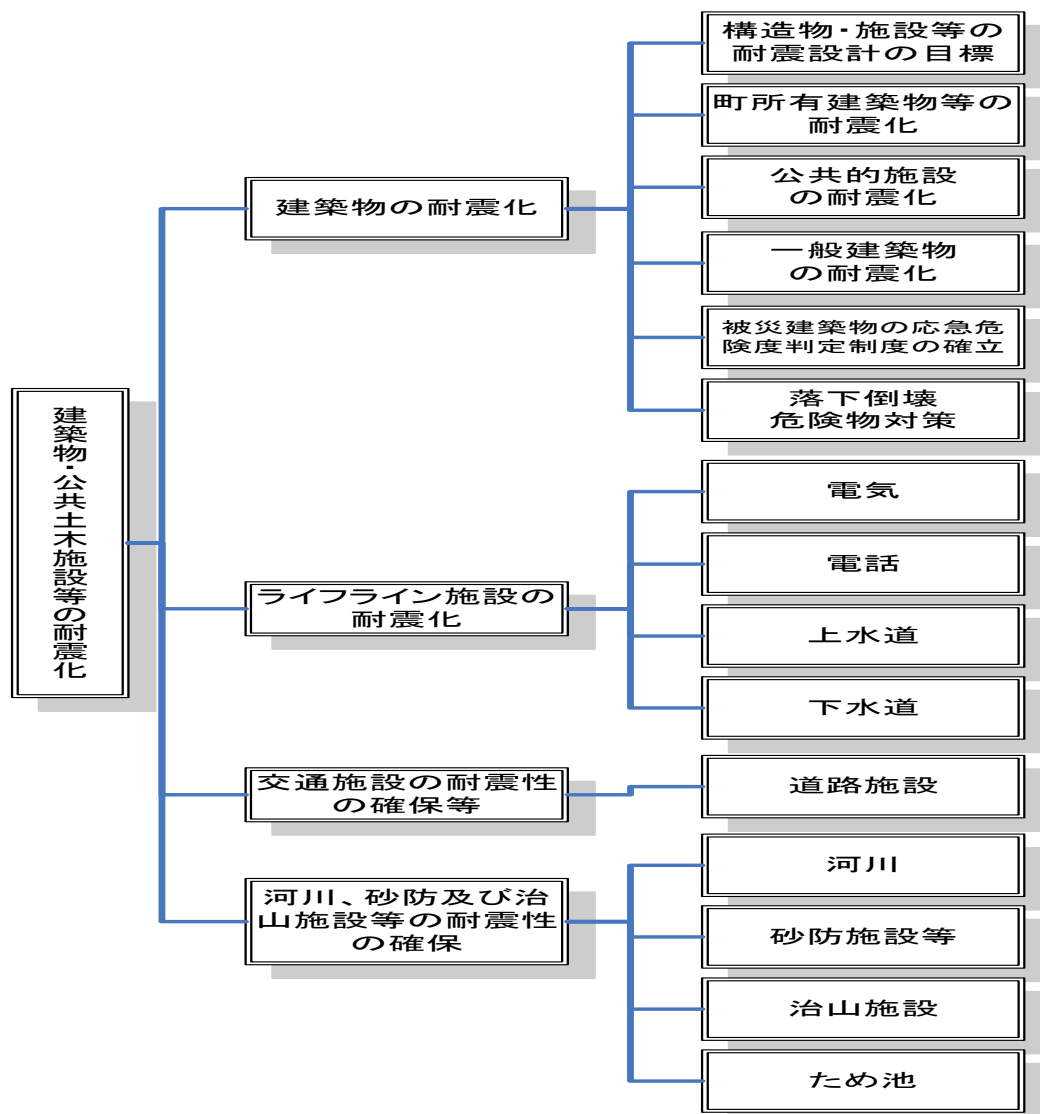 建築物・公共土木施設等の耐震化
建築物の耐震化
構造物・施設等の
耐震設計の目標
町所有建築物等の
耐震化
公共的施設
の耐震化
一般建築物
の耐震化
被災建築物の応急危
険度判定制度の確立
落下倒壊
危険物対策
ライフライン施設の
耐震化
電気
電話
上水道
下水道
交通施設の耐震性
の確保等
道路施設
河川、砂防及び治
山施設等の耐震性
の確保
河川
砂防施設等
治山施設
ため池